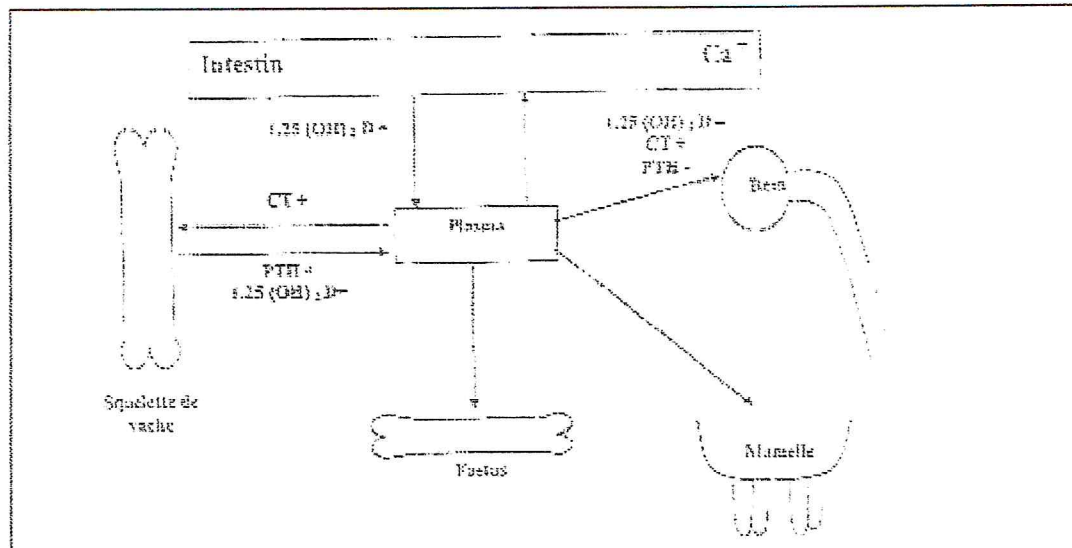 Intestin
Ca
1.25 (OH) 2 D
1.25 (OH) 2 D
CT +
PTH -
Rein
CT +
Plasma
PTH +
1.25 (OH) 2 D
Squelette de
vache
Mamelle
Foetus